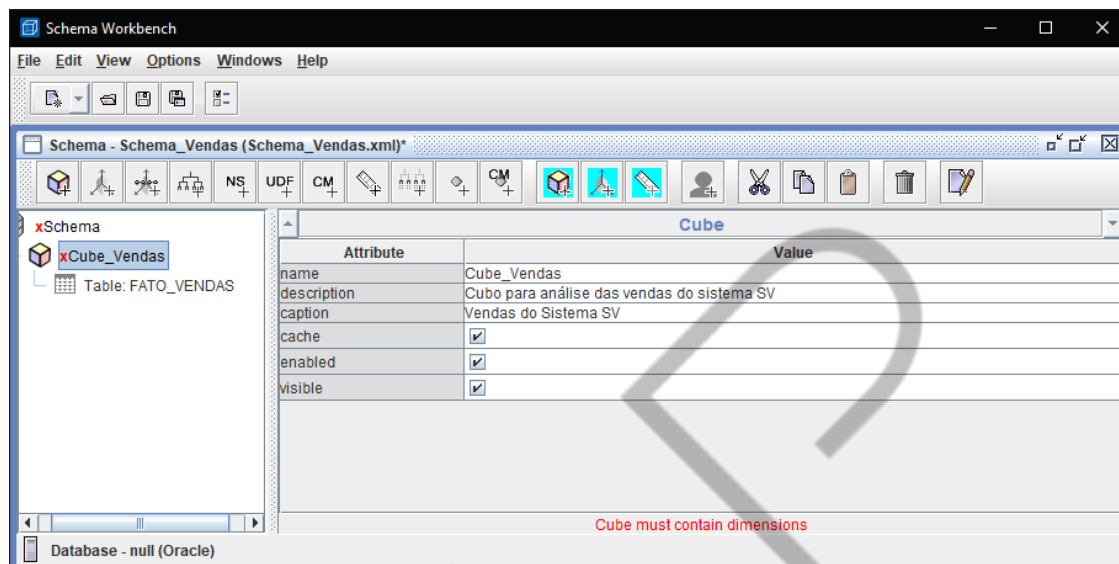 Schema Workbench
File Edit View Options Windows Help
Schema - Schema_Vendas (Schema_Vendas.xml)*
NS UDF CM CM
xSchema
Cube
xCube_Vendas
Attribute Value
Table: FATO_VENDAS
name Cube_Vendas
description Cubo para análise das vendas do sistema SV
caption Vendas do Sistema SV
cache
enabled
visible
Cube must contain dimensions
Database - null (Oracle)